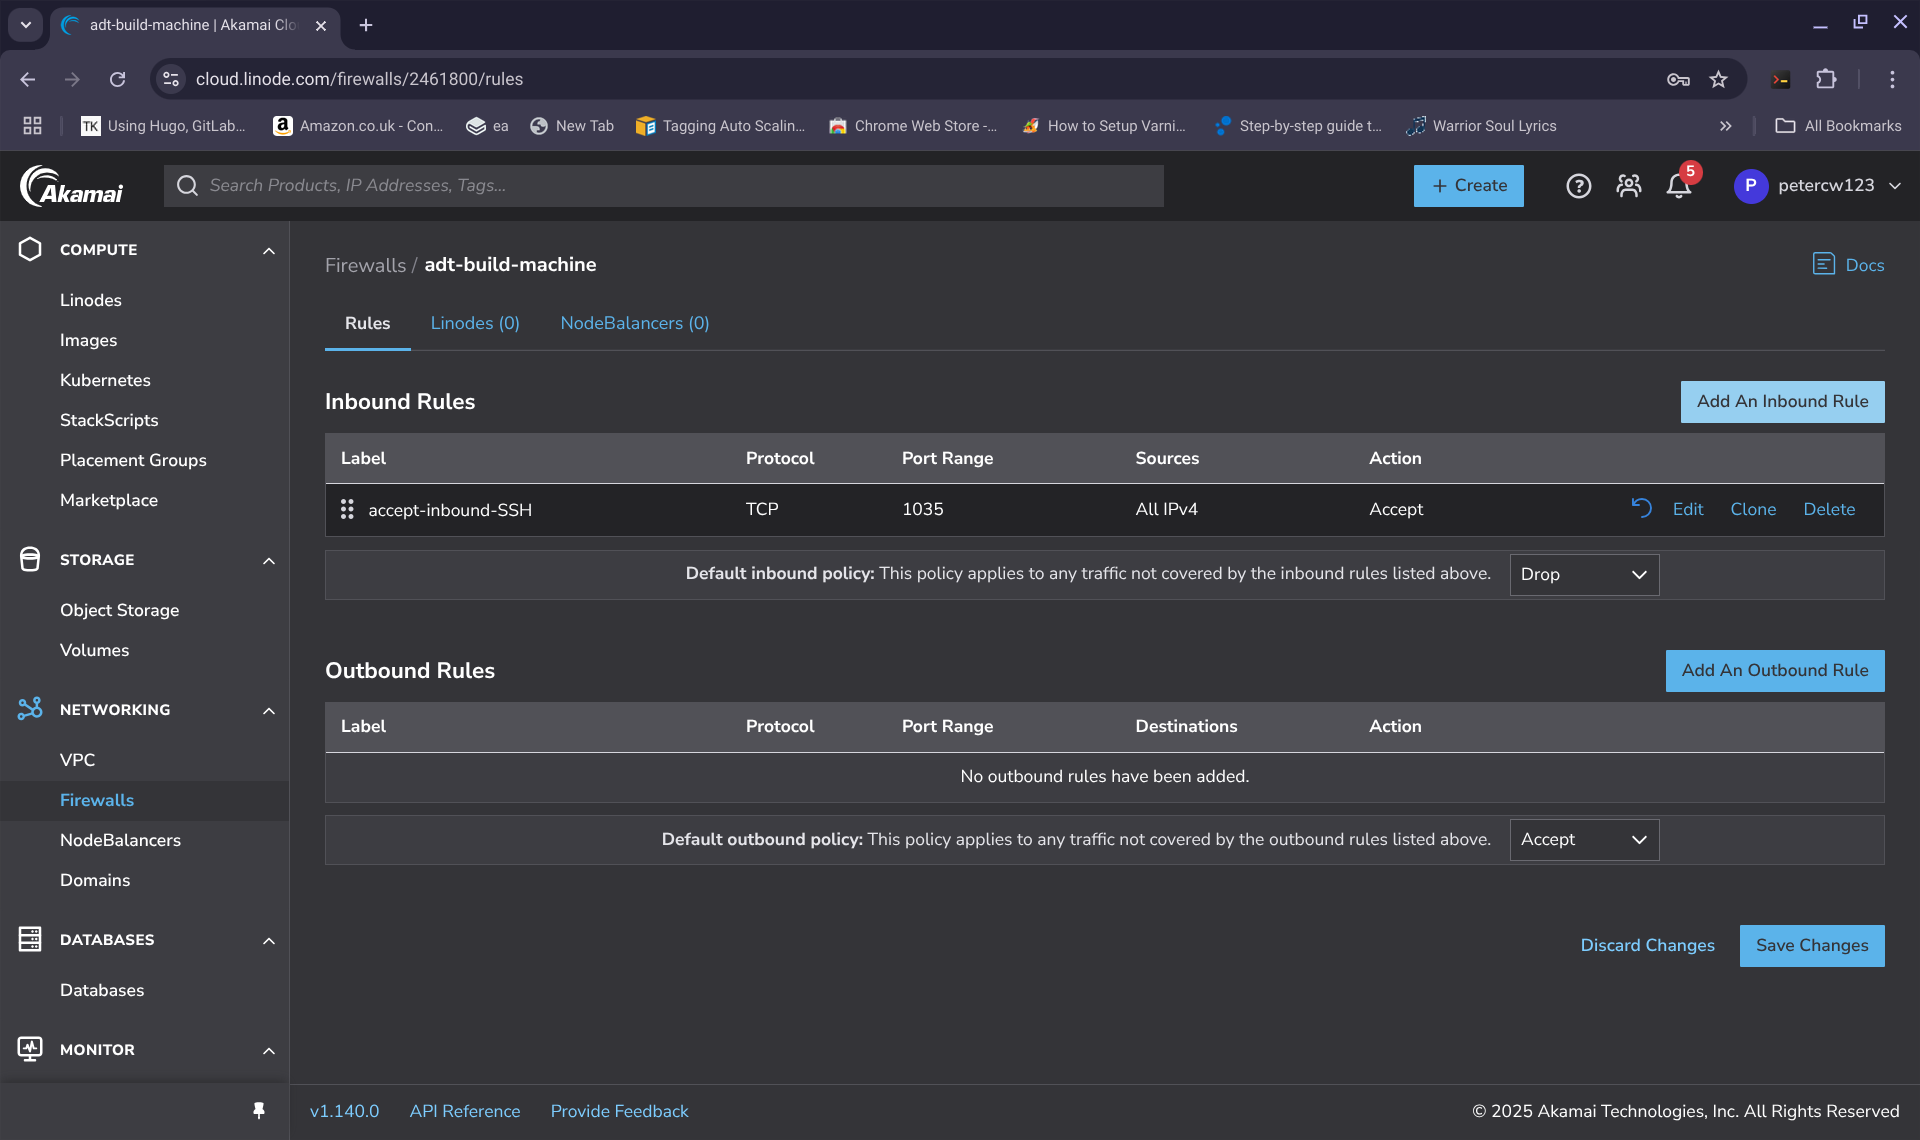 adt-build-machine | Akamai Clo
cloud.linode.com/firewalls/2461800/rules
TK Using Hugo, GitLab...
a Amazon.co.uk - Con...
ea
New Tab
Tagging Auto Scalin...
Chrome Web Store -...
How to Setup Varni...
Step-by-step guide t...
Warrior Soul Lyrics
All Bookmarks
Akamai
Search Products, IP Addresses, Tags...
+ Create
5
P petercw123
COMPUTE
Linodes
Images
Kubernetes
StackScripts
Placement Groups
Marketplace
STORAGE
Object Storage
Volumes
NETWORKING
VPC
Firewalls
NodeBalancers
Domains
DATABASES
Databases
MONITOR
Firewalls / adt-build-machine
Docs
Rules Linodes (0) NodeBalancers (0)
Inbound Rules
Add An Inbound Rule
Label Protocol Port Range Sources Action
accept-inbound-SSH TCP 1035 All IPv4 Accept Edit Clone Delete
Default inbound policy: This policy applies to any traffic not covered by the inbound rules listed above. Drop
Outbound Rules
Add An Outbound Rule
Label Protocol Port Range Destinations Action
No outbound rules have been added.
Default outbound policy: This policy applies to any traffic not covered by the outbound rules listed above. Accept
Discard Changes Save Changes
v1.140.0 API Reference Provide Feedback
© 2025 Akamai Technologies, Inc. All Rights Reserved